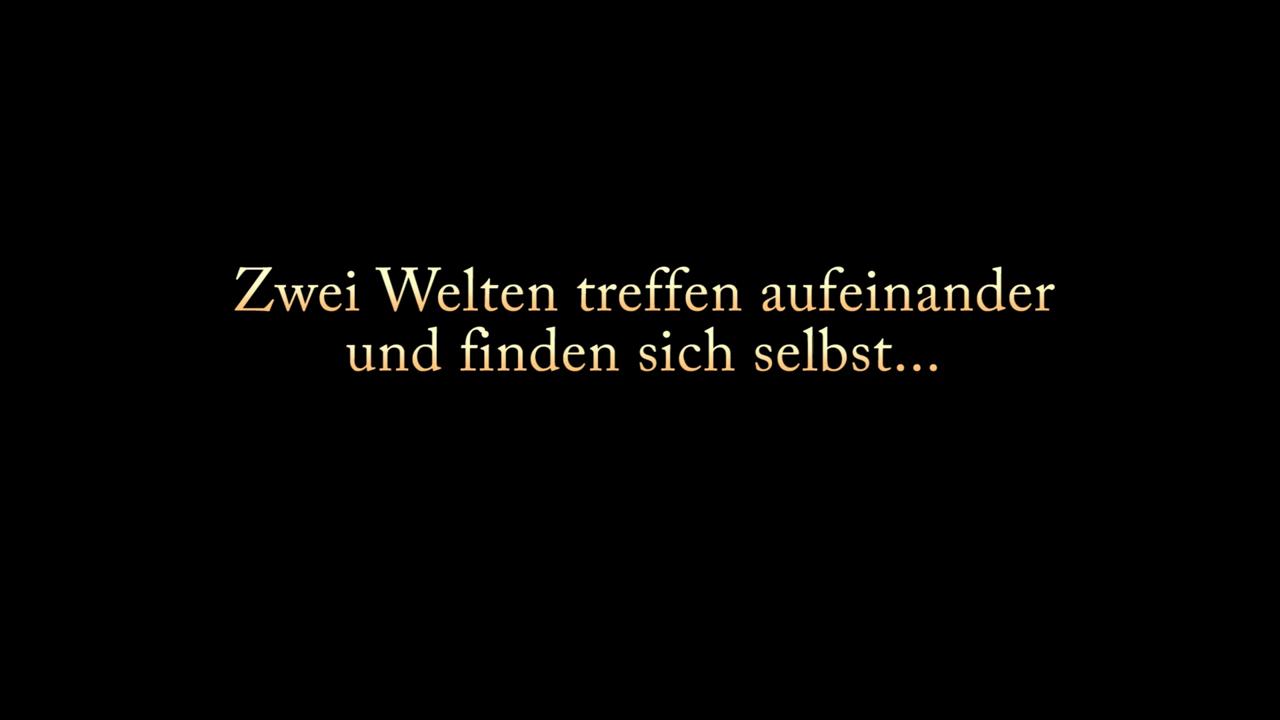 Zwei Welten treffen aufeinander
und finden sich selbst...